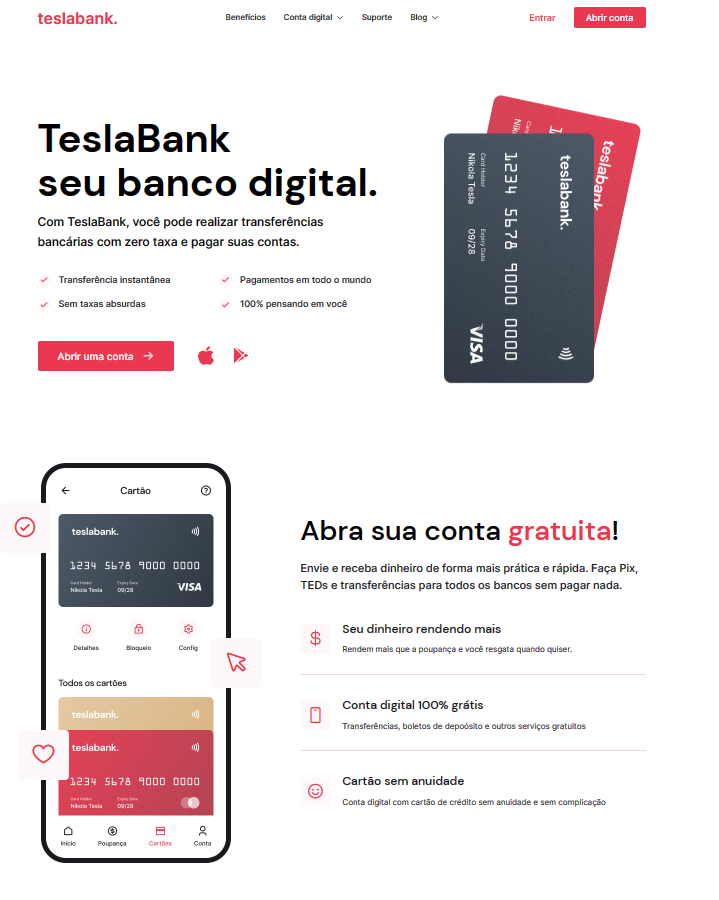 teslabank.
Benefícios
Conta digital
Suporte
Blog
Entrar
Abrir conta
TeslaBank
seu banco digital.
Com TeslaBank, você pode realizar transferências
bancárias com zero taxa e pagar suas contas.
Transferência instantânea
Pagamentos em todo o mundo
Sem taxas absurdas
100% pensando em você
Abrir uma conta
teslabank.
teslabank.
1234 5678 9000 0000
Card Holder
Nikola Tesla
Expiry Date
09/28
VISA
Cartão
teslabank.
1234 5678 9000 0000
Card Holder
Nikola Tesla
Expiry Date
09/28
VISA
Detalhes
Bloqueio
Config
Todos os cartões
teslabank.
teslabank.
1234 5678 9000 0000
Card Holder
Nikola Tesla
Expiry Date
09/28
Início
Poupança
Cartões
Conta
Abra sua conta gratuita!
Envie e receba dinheiro de forma mais prática e rápida. Faça Pix,
TEDs e transferências para todos os bancos sem pagar nada.
Seu dinheiro rendendo mais
Rendem mais que a poupança e você resgata quando quiser.
Conta digital 100% grátis
Transferências, boletos de depoósito e outros serviços gratuitos
Cartão sem anuidade
Conta digital com cartão de crédito sem anuidade e sem complicação